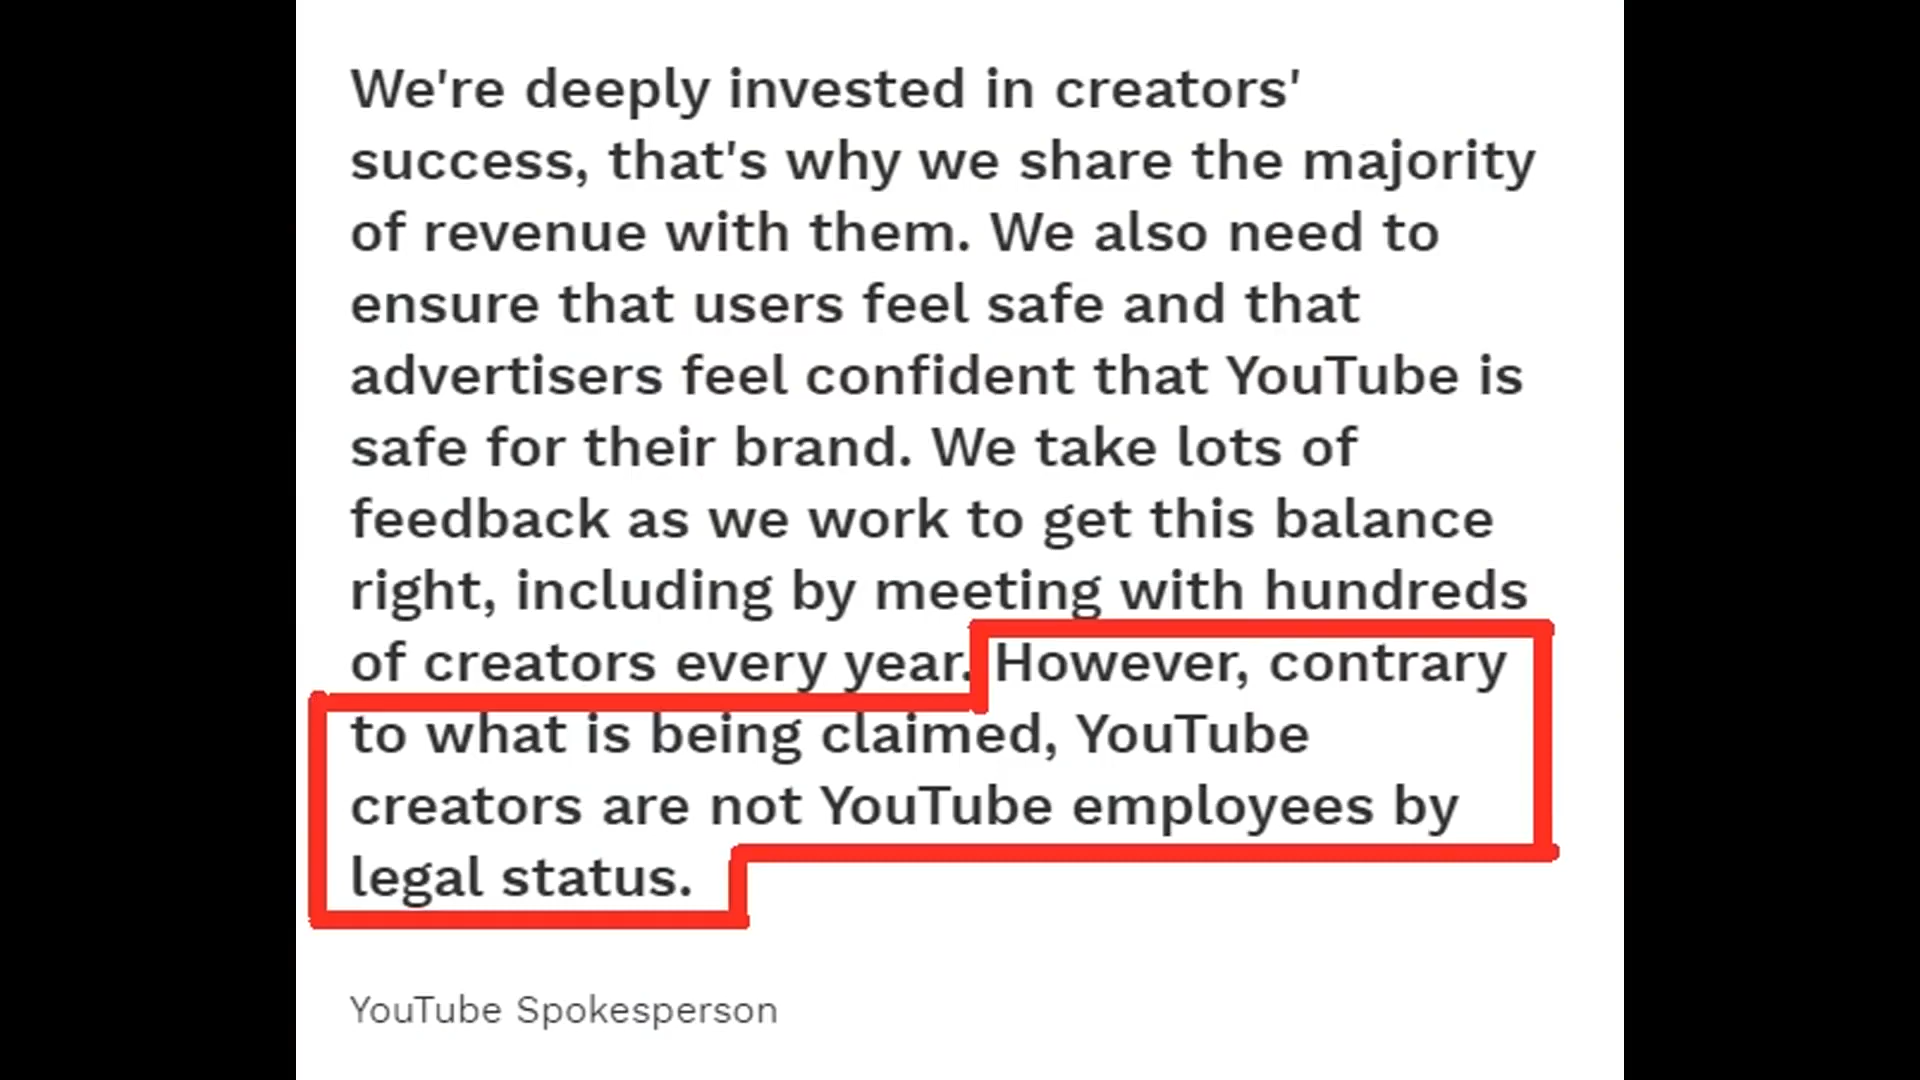 We're deeply invested in creators'
success, that's why we share the majority
of revenue with them. We also need to
ensure that users feel safe and that
advertisers feel confident that YouTube is
safe for their brand. We take lots of
feedback as we work to get this balance
right, including by meeting with hundreds
of creators every year. However, contrary
to what is being claimed, YouTube
creators are not YouTube employees by
legal status.
YouTube Spokesperson